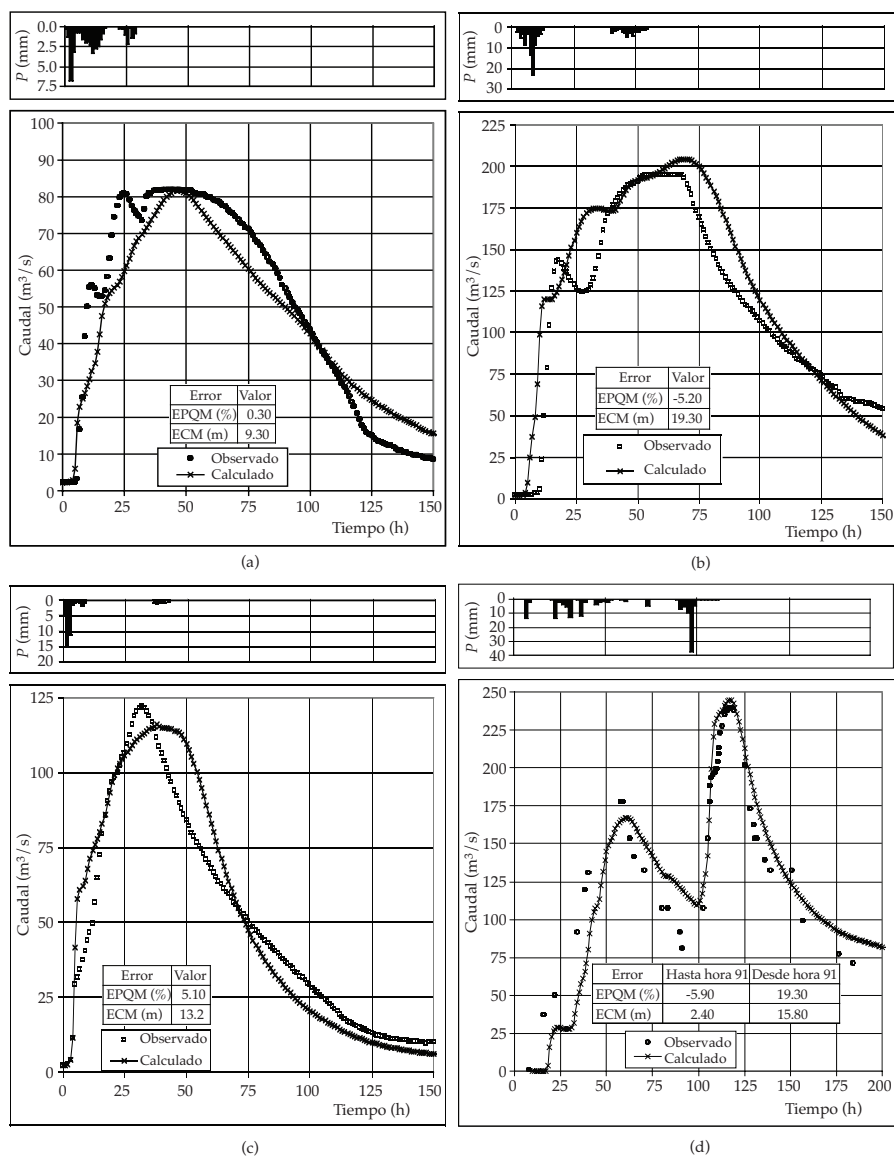 P (mm)
0.0
2.5
5.0
7.5
Caudal (m³/s)
100
90
80
70
60
50
40
30
20
10
0
Error Valor
EPQM (%) 0.30
ECM (m) 9.30
Observado
Calculado
0 25 50 75 100 125 150
Tiempo (h)
(a)
P (mm)
0
10
20
30
Caudal (m³/s)
225
200
175
150
125
100
75
50
25
0
Error Valor
EPQM (%) -5.20
ECM (m) 19.30
Observado
Calculado
0 25 50 75 100 125 150
Tiempo (h)
(b)
P (mm)
0
5
10
15
20
Caudal (m³/s)
125
100
75
50
25
0
Error Valor
EPQM (%) 5.10
ECM (m) 13.2
Observado
Calculado
0 25 50 75 100 125 150
Tiempo (h)
(c)
P (mm)
0
10
20
30
40
Caudal (m³/s)
250
225
200
175
150
125
100
75
50
25
0
Error Hasta hora 91 Desde hora 91
EPQM (%) -5.90 19.30
ECM (m) 2.40 15.80
Observado
Calculado
0 25 50 75 100 125 150 175 200
Tiempo (h)
(d)